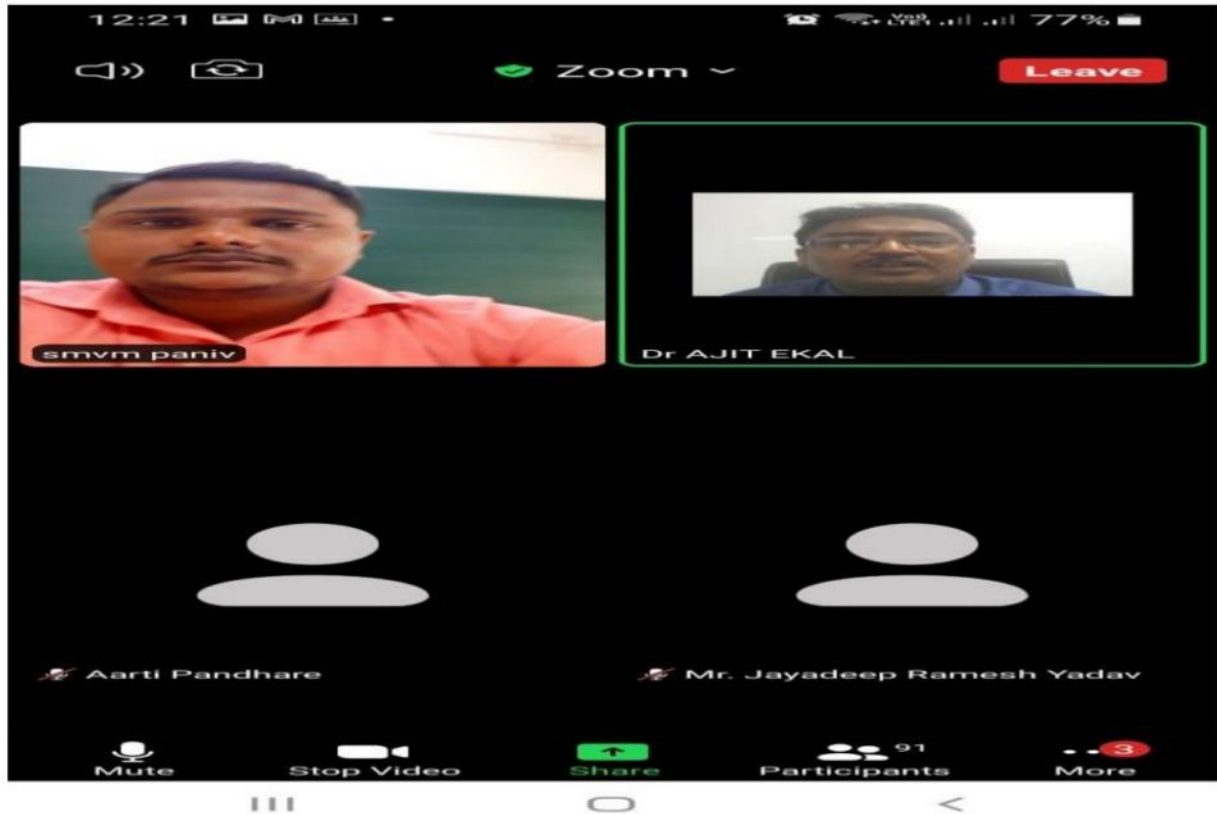 12:21 77%
Zoom Leave
smvm paniv
Dr AJIT EKAL
Aarti Pandhare
Mr. Jayadeep Ramesh Yadav
91 3
Mute Stop Video Share Participants More